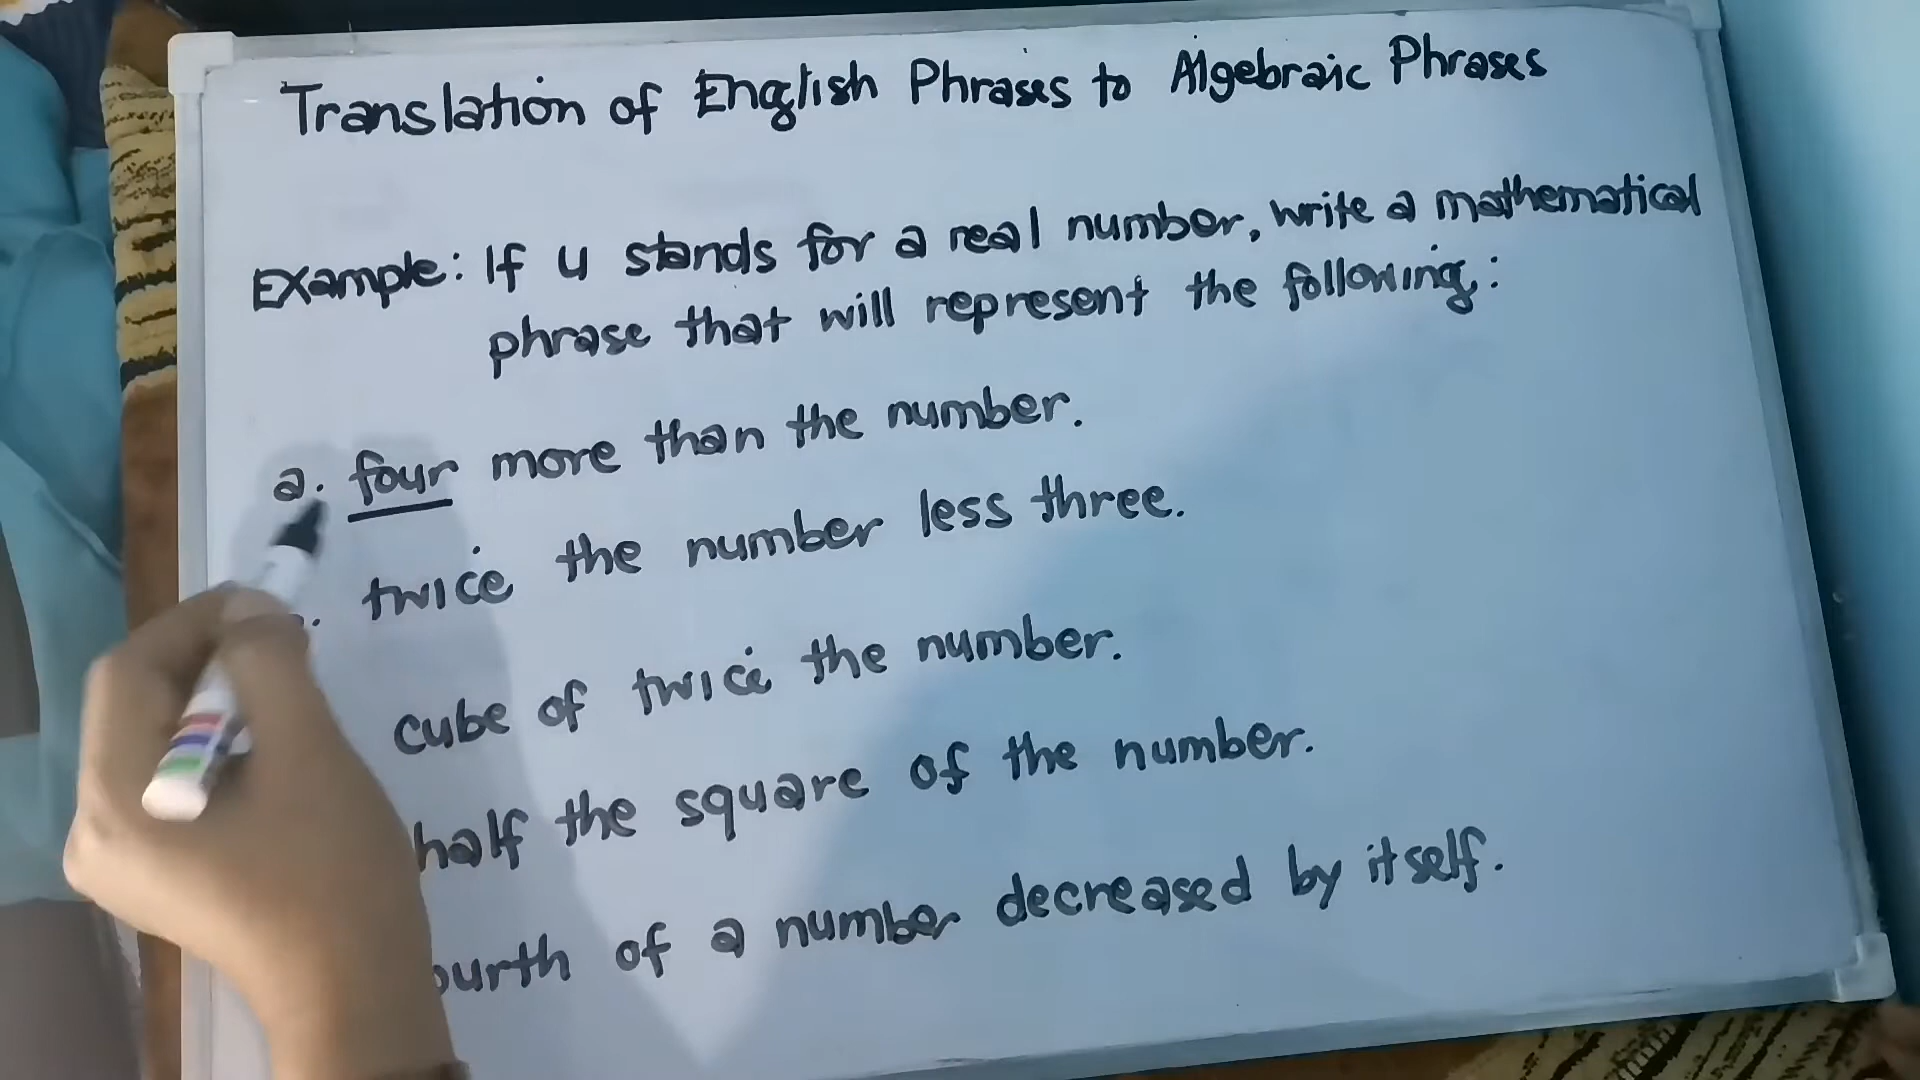 Translation of English Phrases to Algebraic Phrases
Example: If u stands for a real number, write a mathematical
phrase that will represent the following:
a. four more than the number.
twice the number less three.
cube of twice the number.
half the square of the number.
of a number decreased by itself.